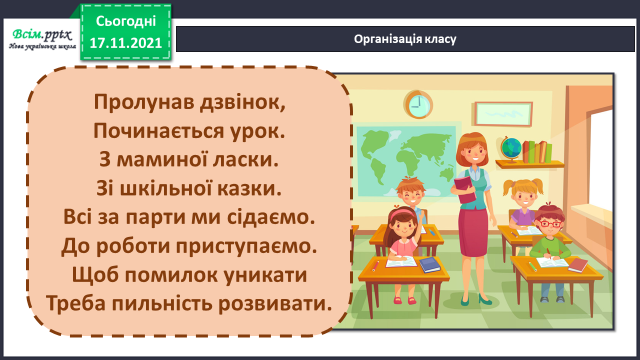 Всім.pptx
Нова українська школа
Сьогодні
17.11.2021
Організація класу
Пролунав дзвінок,
Починається урок.
З маминої ласки.
Зі шкільної казки.
Всі за парти ми сідаємо.
До роботи приступаємо.
Щоб помилок уникати
Треба пильність розвивати.